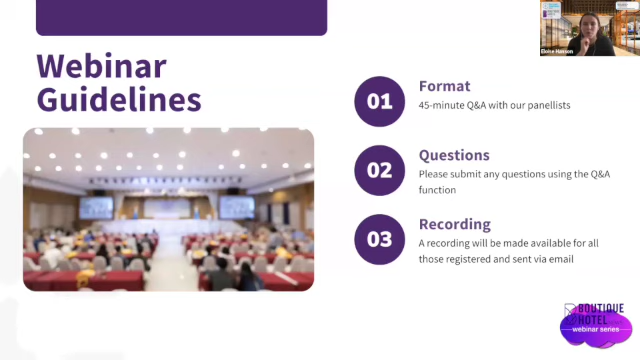 Webinar
Guidelines
01
Format
45-minute Q&A with our panellists
02
Questions
Please submit any questions using the Q&A
function
03
Recording
A recording will be made available for all
those registered and sent via email
Eloise Hanson
BOUTIQUE
HOTEL
webinar series